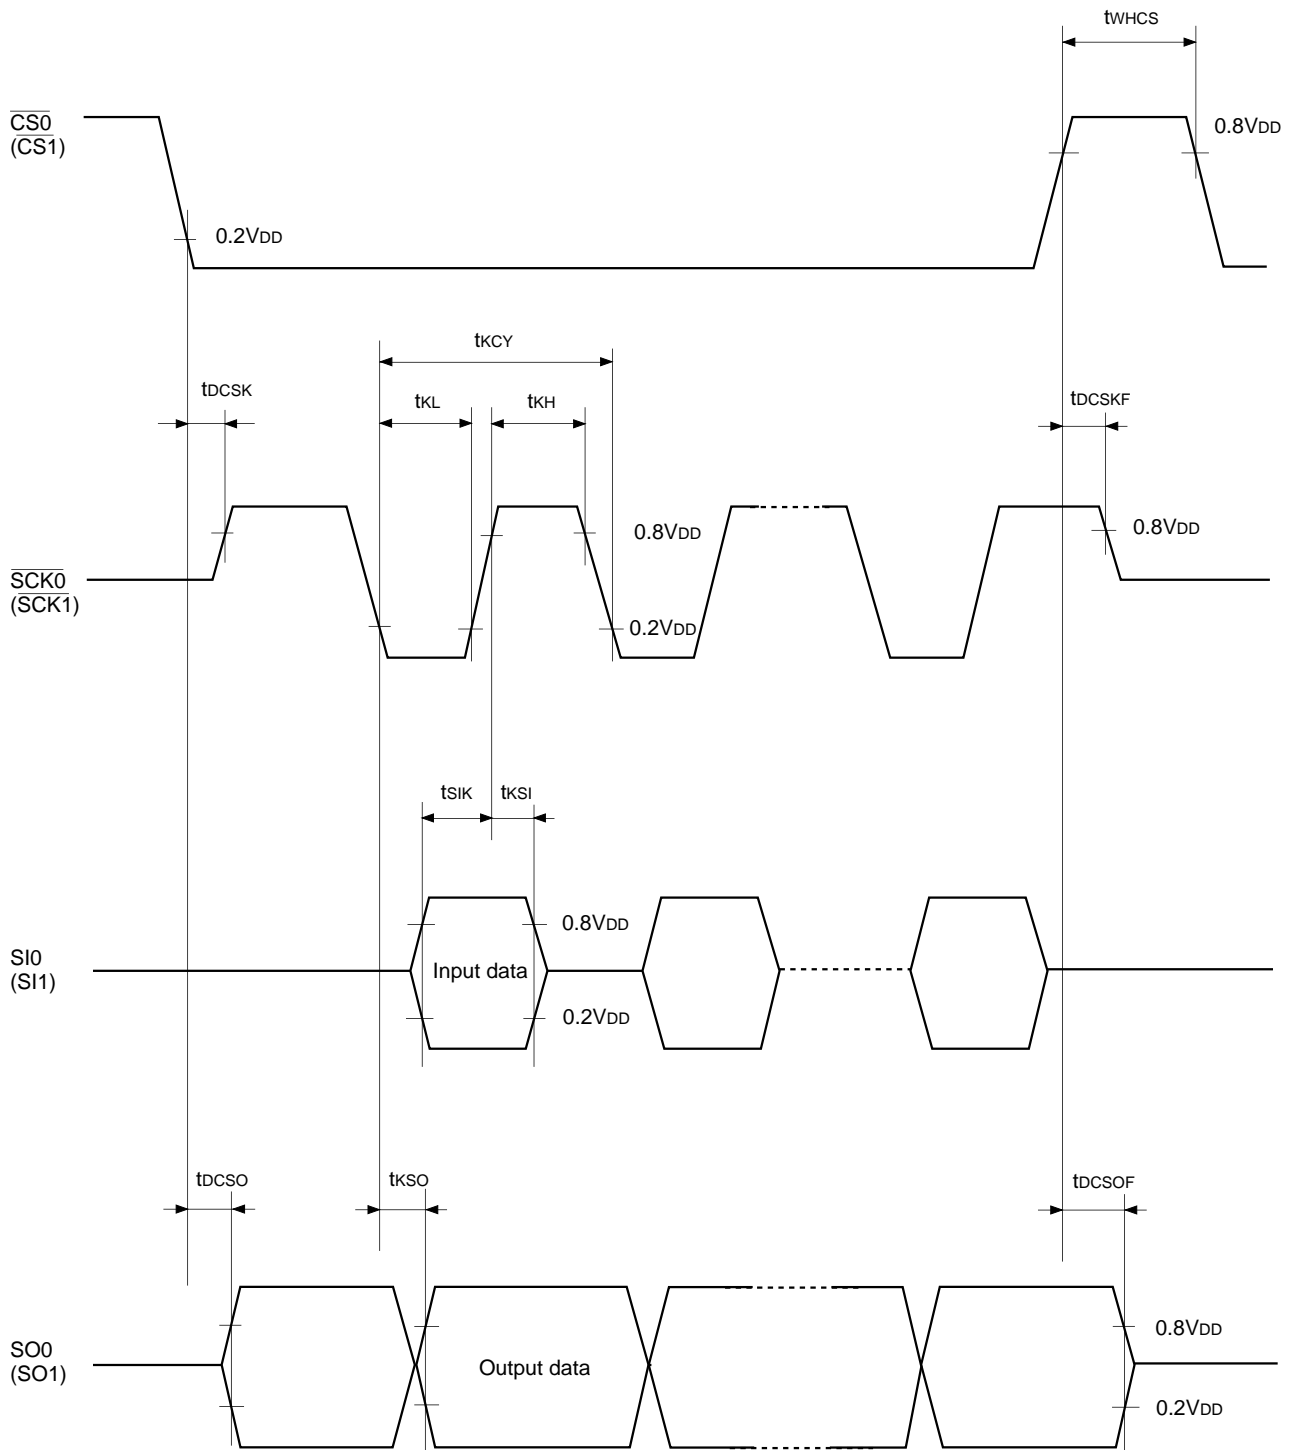 tWHCS
CS0
(CS1)
0.8VDD
0.2VDD
tKCY
tDCSK
tKL
tKH
tDCSKF
0.8VDD
0.8VDD
SCK0
(SCK1)
0.2VDD
tSIK
tKSI
0.8VDD
SI0
(SI1)
Input data
0.2VDD
tDCSO
tKSO
tDCSOF
0.8VDD
SO0
(SO1)
Output data
0.2VDD